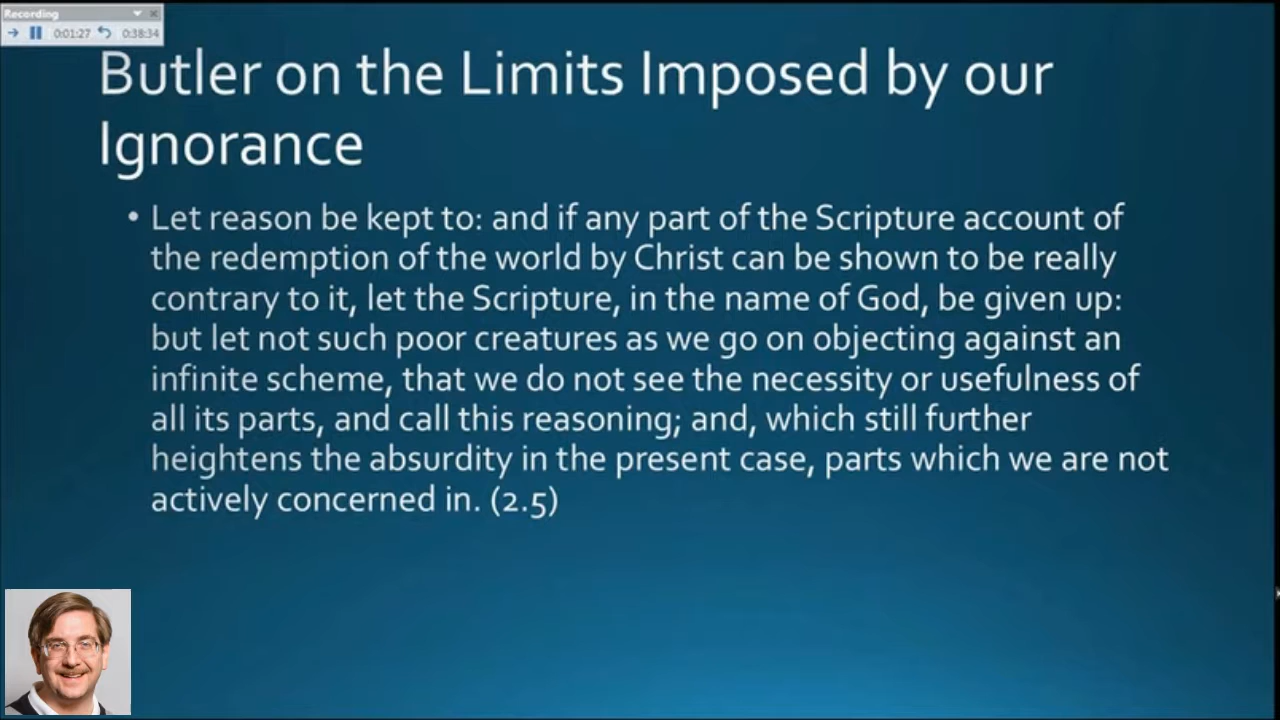 Recording
0:01:27 0:38:34
Butler on the Limits Imposed by our
Ignorance
• Let reason be kept to: and if any part of the Scripture account of
the redemption of the world by Christ can be shown to be really
contrary to it, let the Scripture, in the name of God, be given up:
but let not such poor creatures as we go on objecting against an
infinite scheme, that we do not see the necessity or usefulness of
all its parts, and call this reasoning; and, which still further
heightens the absurdity in the present case, parts which we are not
actively concerned in. (2.5)